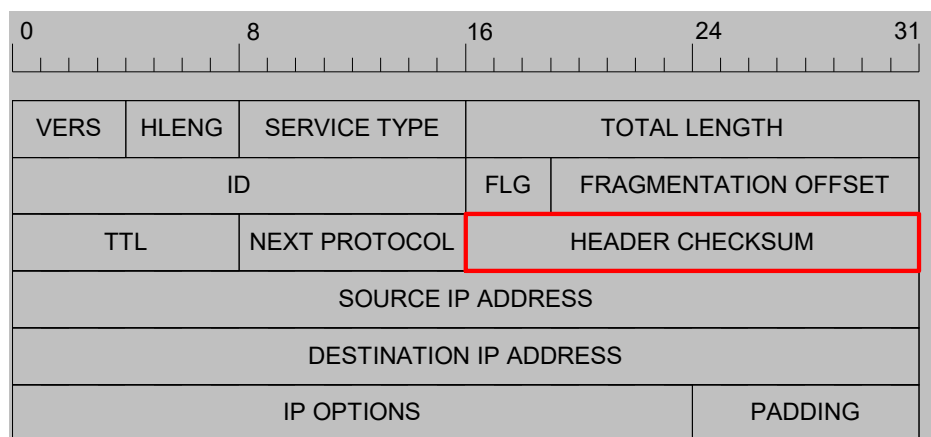 0 8 16 24 31
VERS HLENG SERVICE TYPE TOTAL LENGTH
ID FLG FRAGMENTATION OFFSET
TTL NEXT PROTOCOL HEADER CHECKSUM
SOURCE IP ADDRESS
DESTINATION IP ADDRESS
IP OPTIONS PADDING